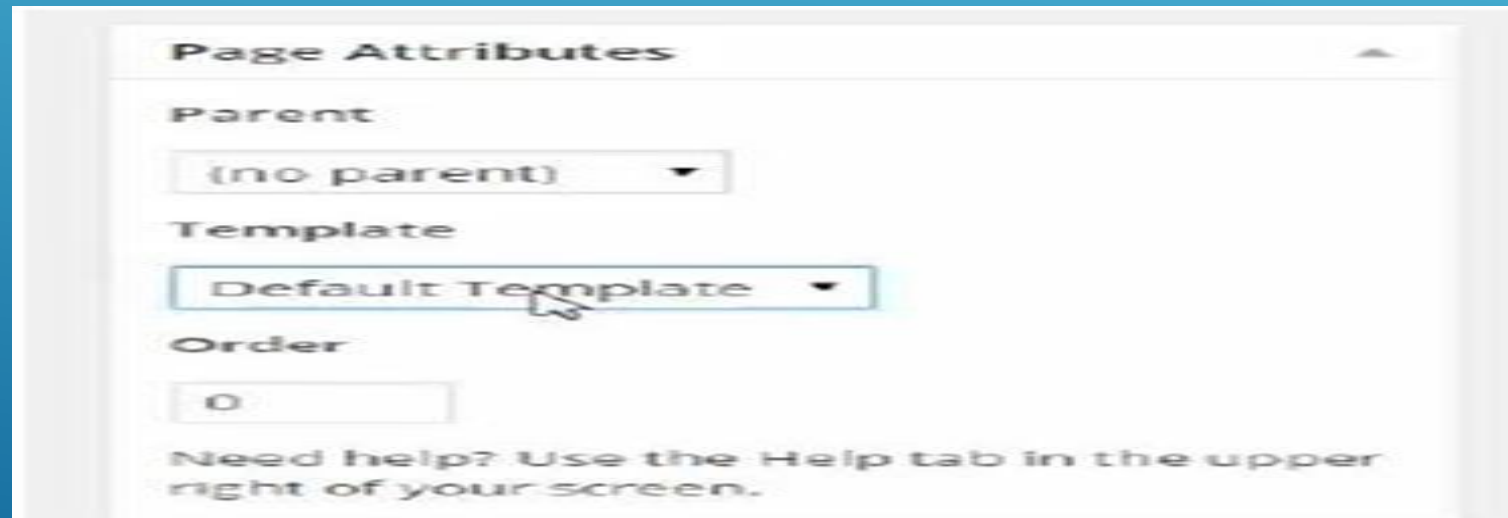 Page Attributes
Parent
(no parent)
Template
Default Template
Order
0
Need help? Use the Help tab in the upper
right of your screen.